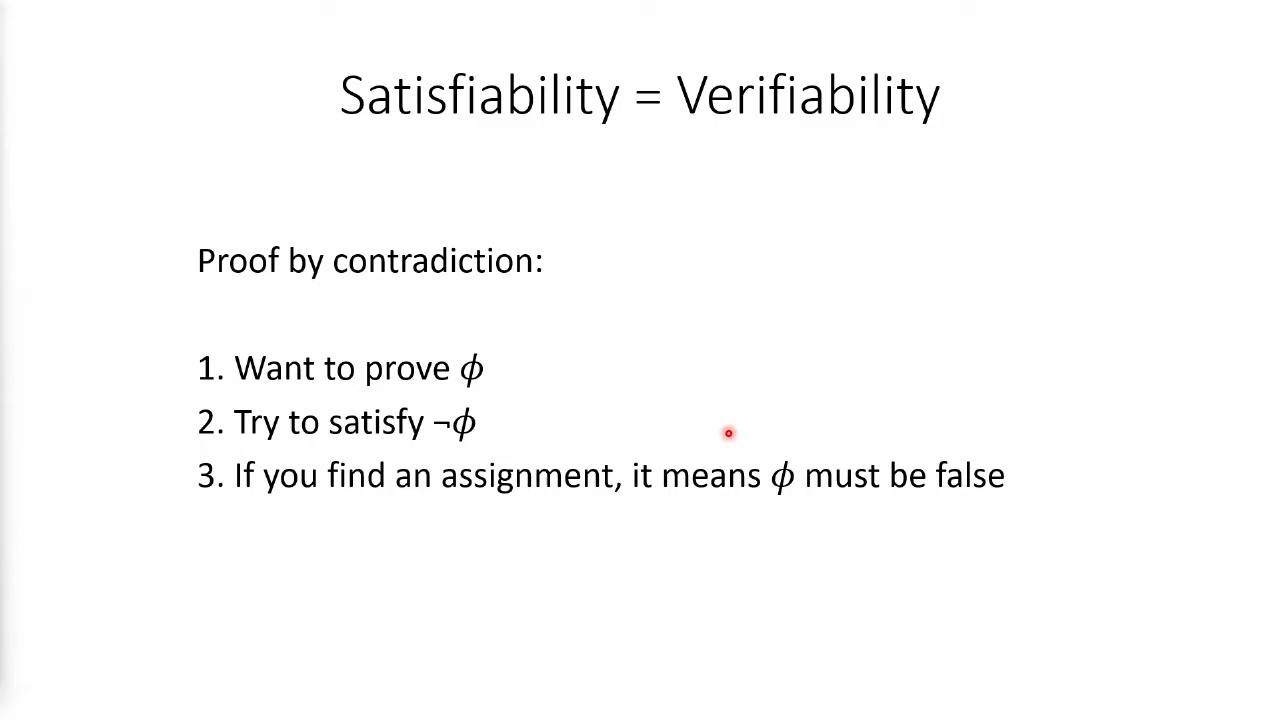 Satisfiability = Verifiability
Proof by contradiction:
1. Want to prove ϕ
2. Try to satisfy ¬ϕ
3. If you find an assignment, it means ϕ must be false